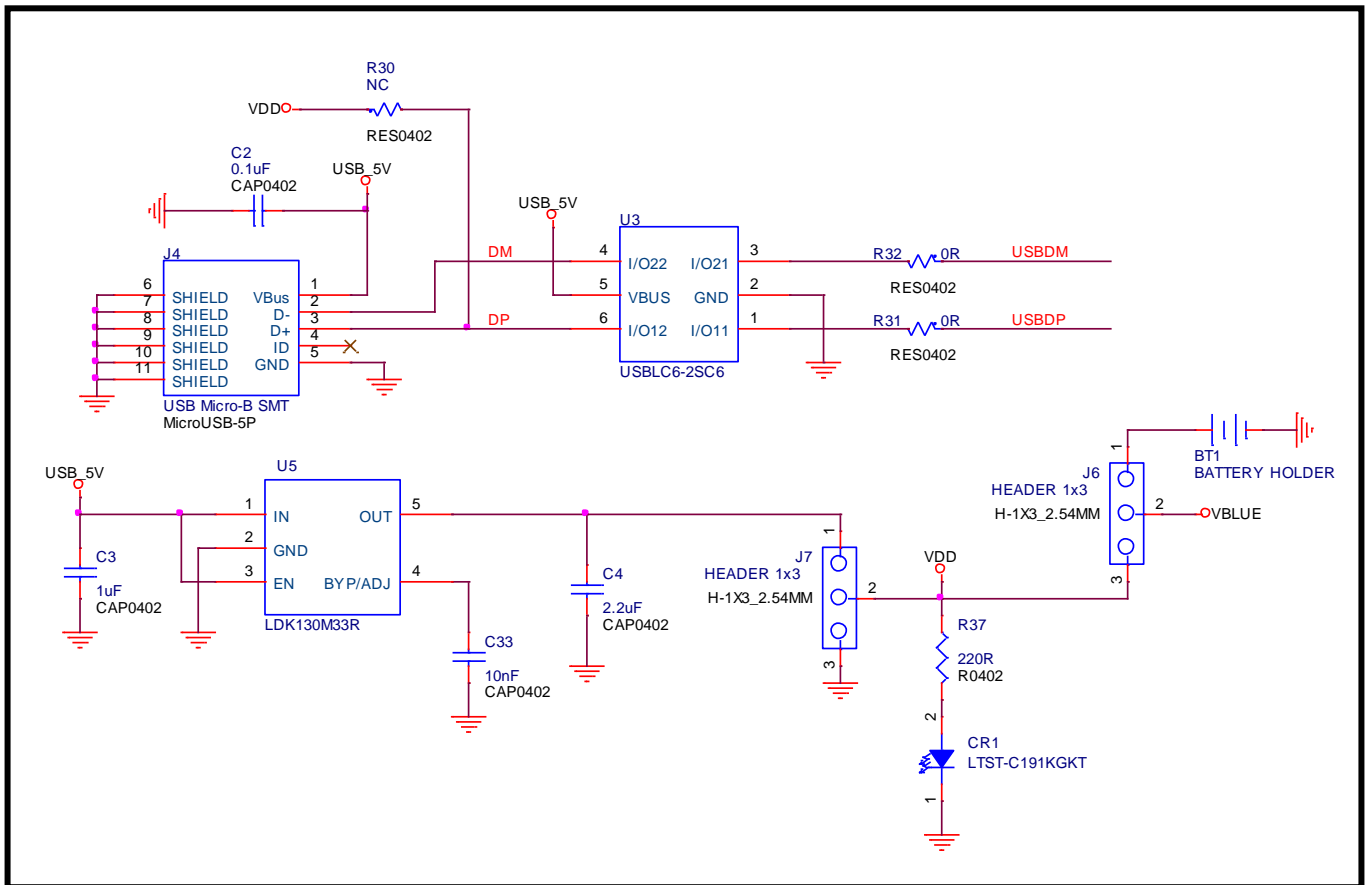 R30
NC
VDD
RES0402
C2
0.1uF
CAP0402
USB_5V
J4
6 SHIELD VBus 1
7 SHIELD D- 2
8 SHIELD D+ 3
9 SHIELD ID 4
10 SHIELD GND 5
11 SHIELD
USB Micro-B SMT
MicroUSB-5P
DM
DP
USB_5V
U3
4 I/O22 I/O21 3
5 VBUS GND 2
6 I/O12 I/O11 1
USBLC6-2SC6
R32 0R USBDM
RES0402
R31 0R USBDP
RES0402
USB_5V
C3
1uF
CAP0402
U5
1 IN OUT 5
2 GND
3 EN BYP/ADJ 4
LDK130M33R
C33
10nF
CAP0402
C4
2.2uF
CAP0402
J7
HEADER 1x3
H-1X3_2.54MM
1
2
3
VDD
R37
220R
R0402
2
CR1
LTST-C191KGKT
1
J6
HEADER 1x3
H-1X3_2.54MM
1
2
3
VBLUE
BT1
BATTERY HOLDER